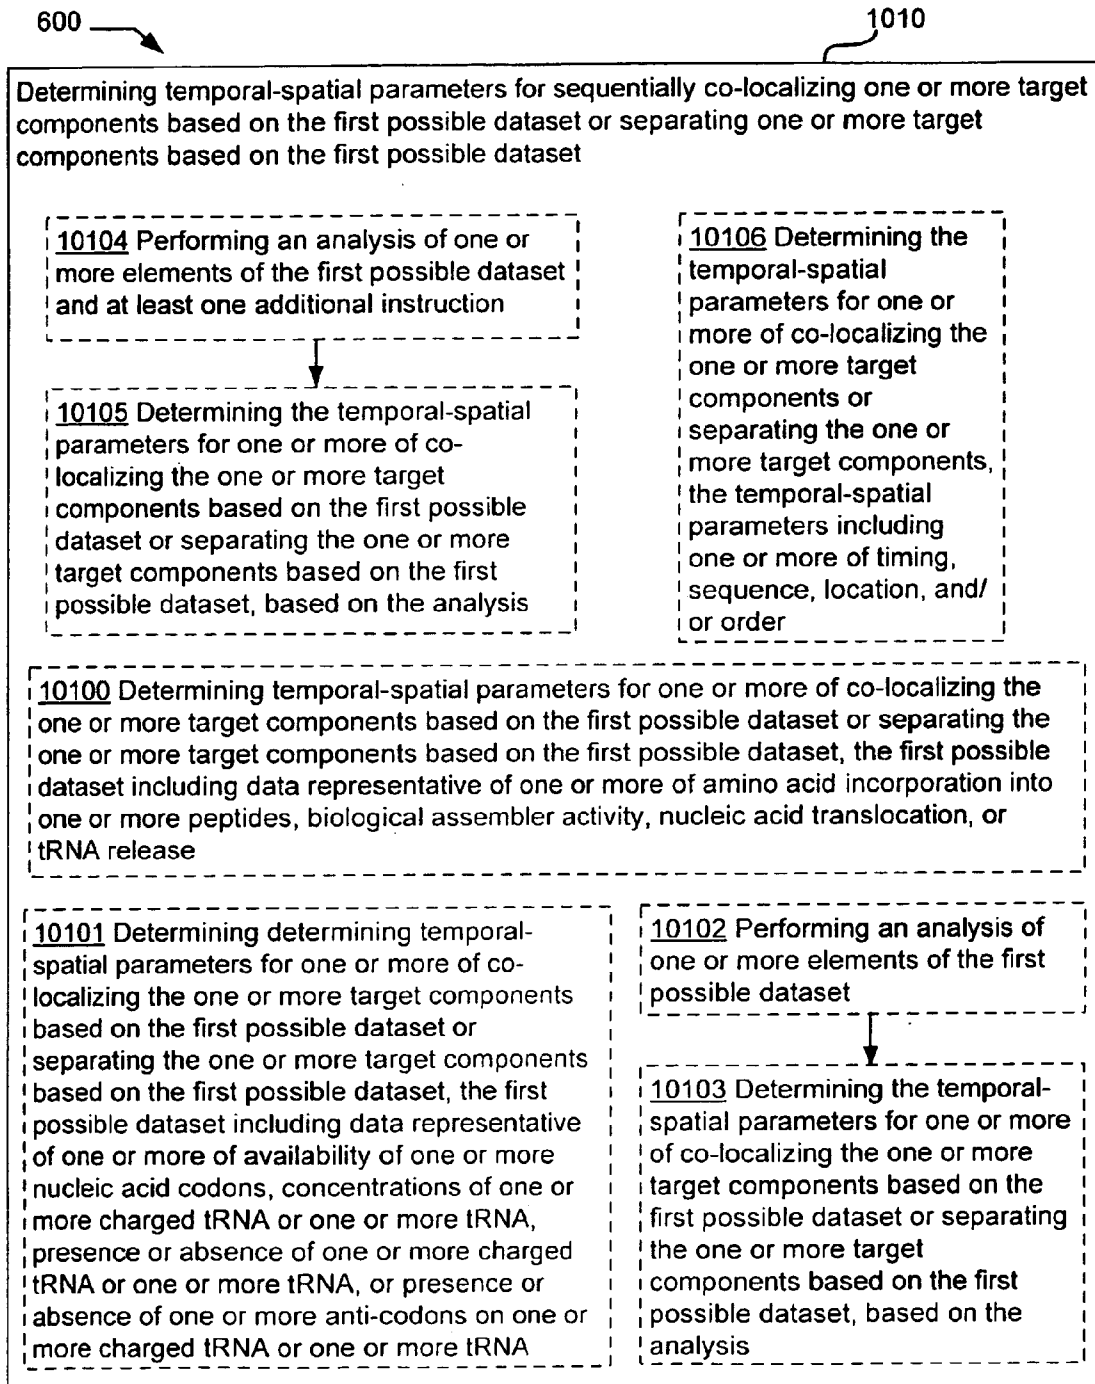 600
1010
Determining temporal-spatial parameters for sequentially co-localizing one or more target
components based on the first possible dataset or separating one or more target
components based on the first possible dataset
10104 Performing an analysis of one or
more elements of the first possible dataset
and at least one additional instruction
10105 Determining the temporal-spatial
parameters for one or more of co-
localizing the one or more target
components based on the first possible
dataset or separating the one or more
target components based on the first
possible dataset, based on the analysis
10106 Determining the
temporal-spatial
parameters for one or
more of co-localizing the
one or more target
components or
separating the one or
more target components,
the temporal-spatial
parameters including
one or more of timing,
sequence, location, and/
or order
10100 Determining temporal-spatial parameters for one or more of co-localizing the
one or more target components based on the first possible dataset or separating the
one or more target components based on the first possible dataset, the first possible
dataset including data representative of one or more of amino acid incorporation into
one or more peptides, biological assembler activity, nucleic acid translocation, or
tRNA release
10101 Determining determining temporal-
spatial parameters for one or more of co-
localizing the one or more target components
based on the first possible dataset or
separating the one or more target components
based on the first possible dataset, the first
possible dataset including data representative
of one or more of availability of one or more
nucleic acid codons, concentrations of one or
more charged tRNA or one or more tRNA,
presence or absence of one or more charged
tRNA or one or more tRNA, or presence or
absence of one or more anti-codons on one or
more charged tRNA or one or more tRNA
10102 Performing an analysis of
one or more elements of the first
possible dataset
10103 Determining the temporal-
spatial parameters for one or more
of co-localizing the one or more
target components based on the
first possible dataset or separating
the one or more target
components based on the first
possible dataset, based on the
analysis